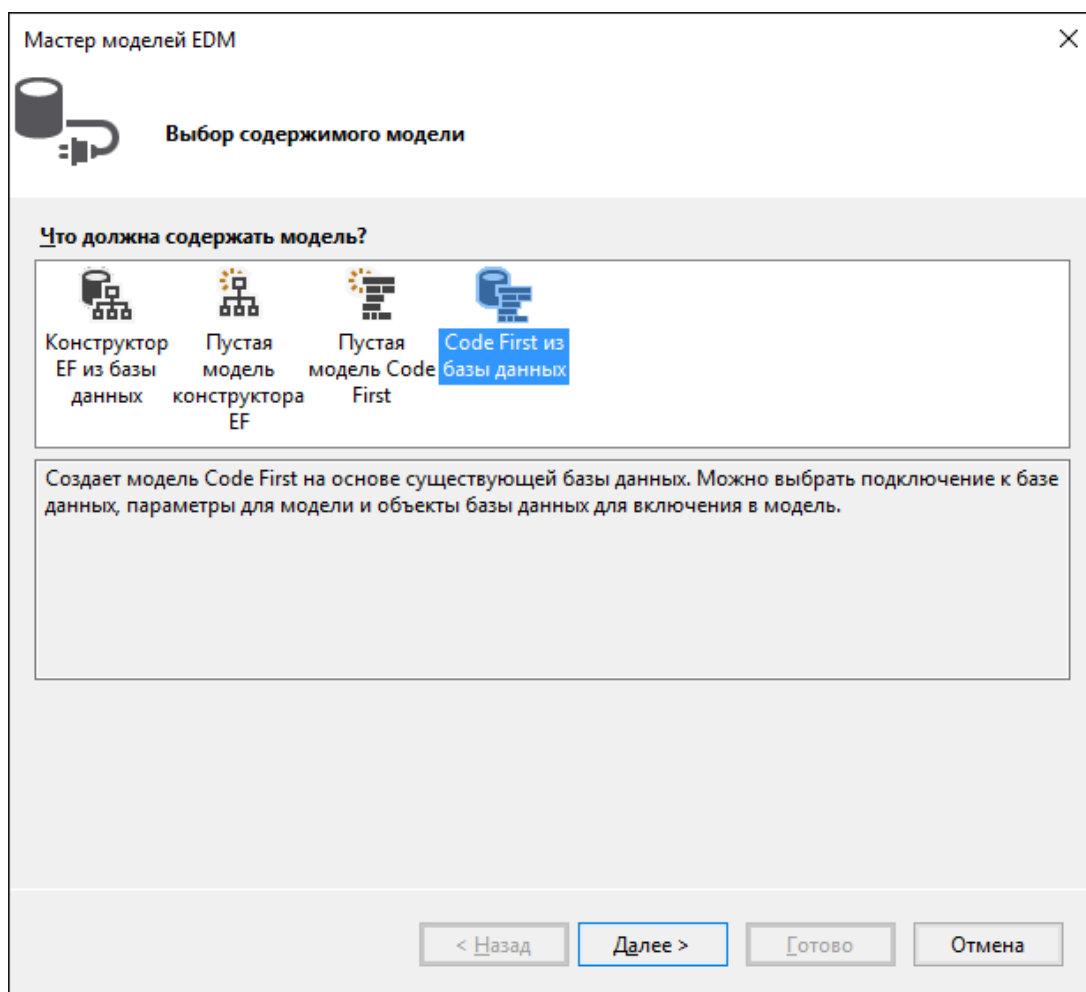 Мастер моделей EDM
Выбор содержимого модели
Что должна содержать модель?
Конструктор
EF из базы
данных
Пустая
модель
конструктора
EF
Пустая
модель Code
First
Code First из
базы данных
Создает модель Code First на основе существующей базы данных. Можно выбрать подключение к базе
данных, параметры для модели и объекты базы данных для включения в модель.
< Назад
Далее >
Готово
Отмена